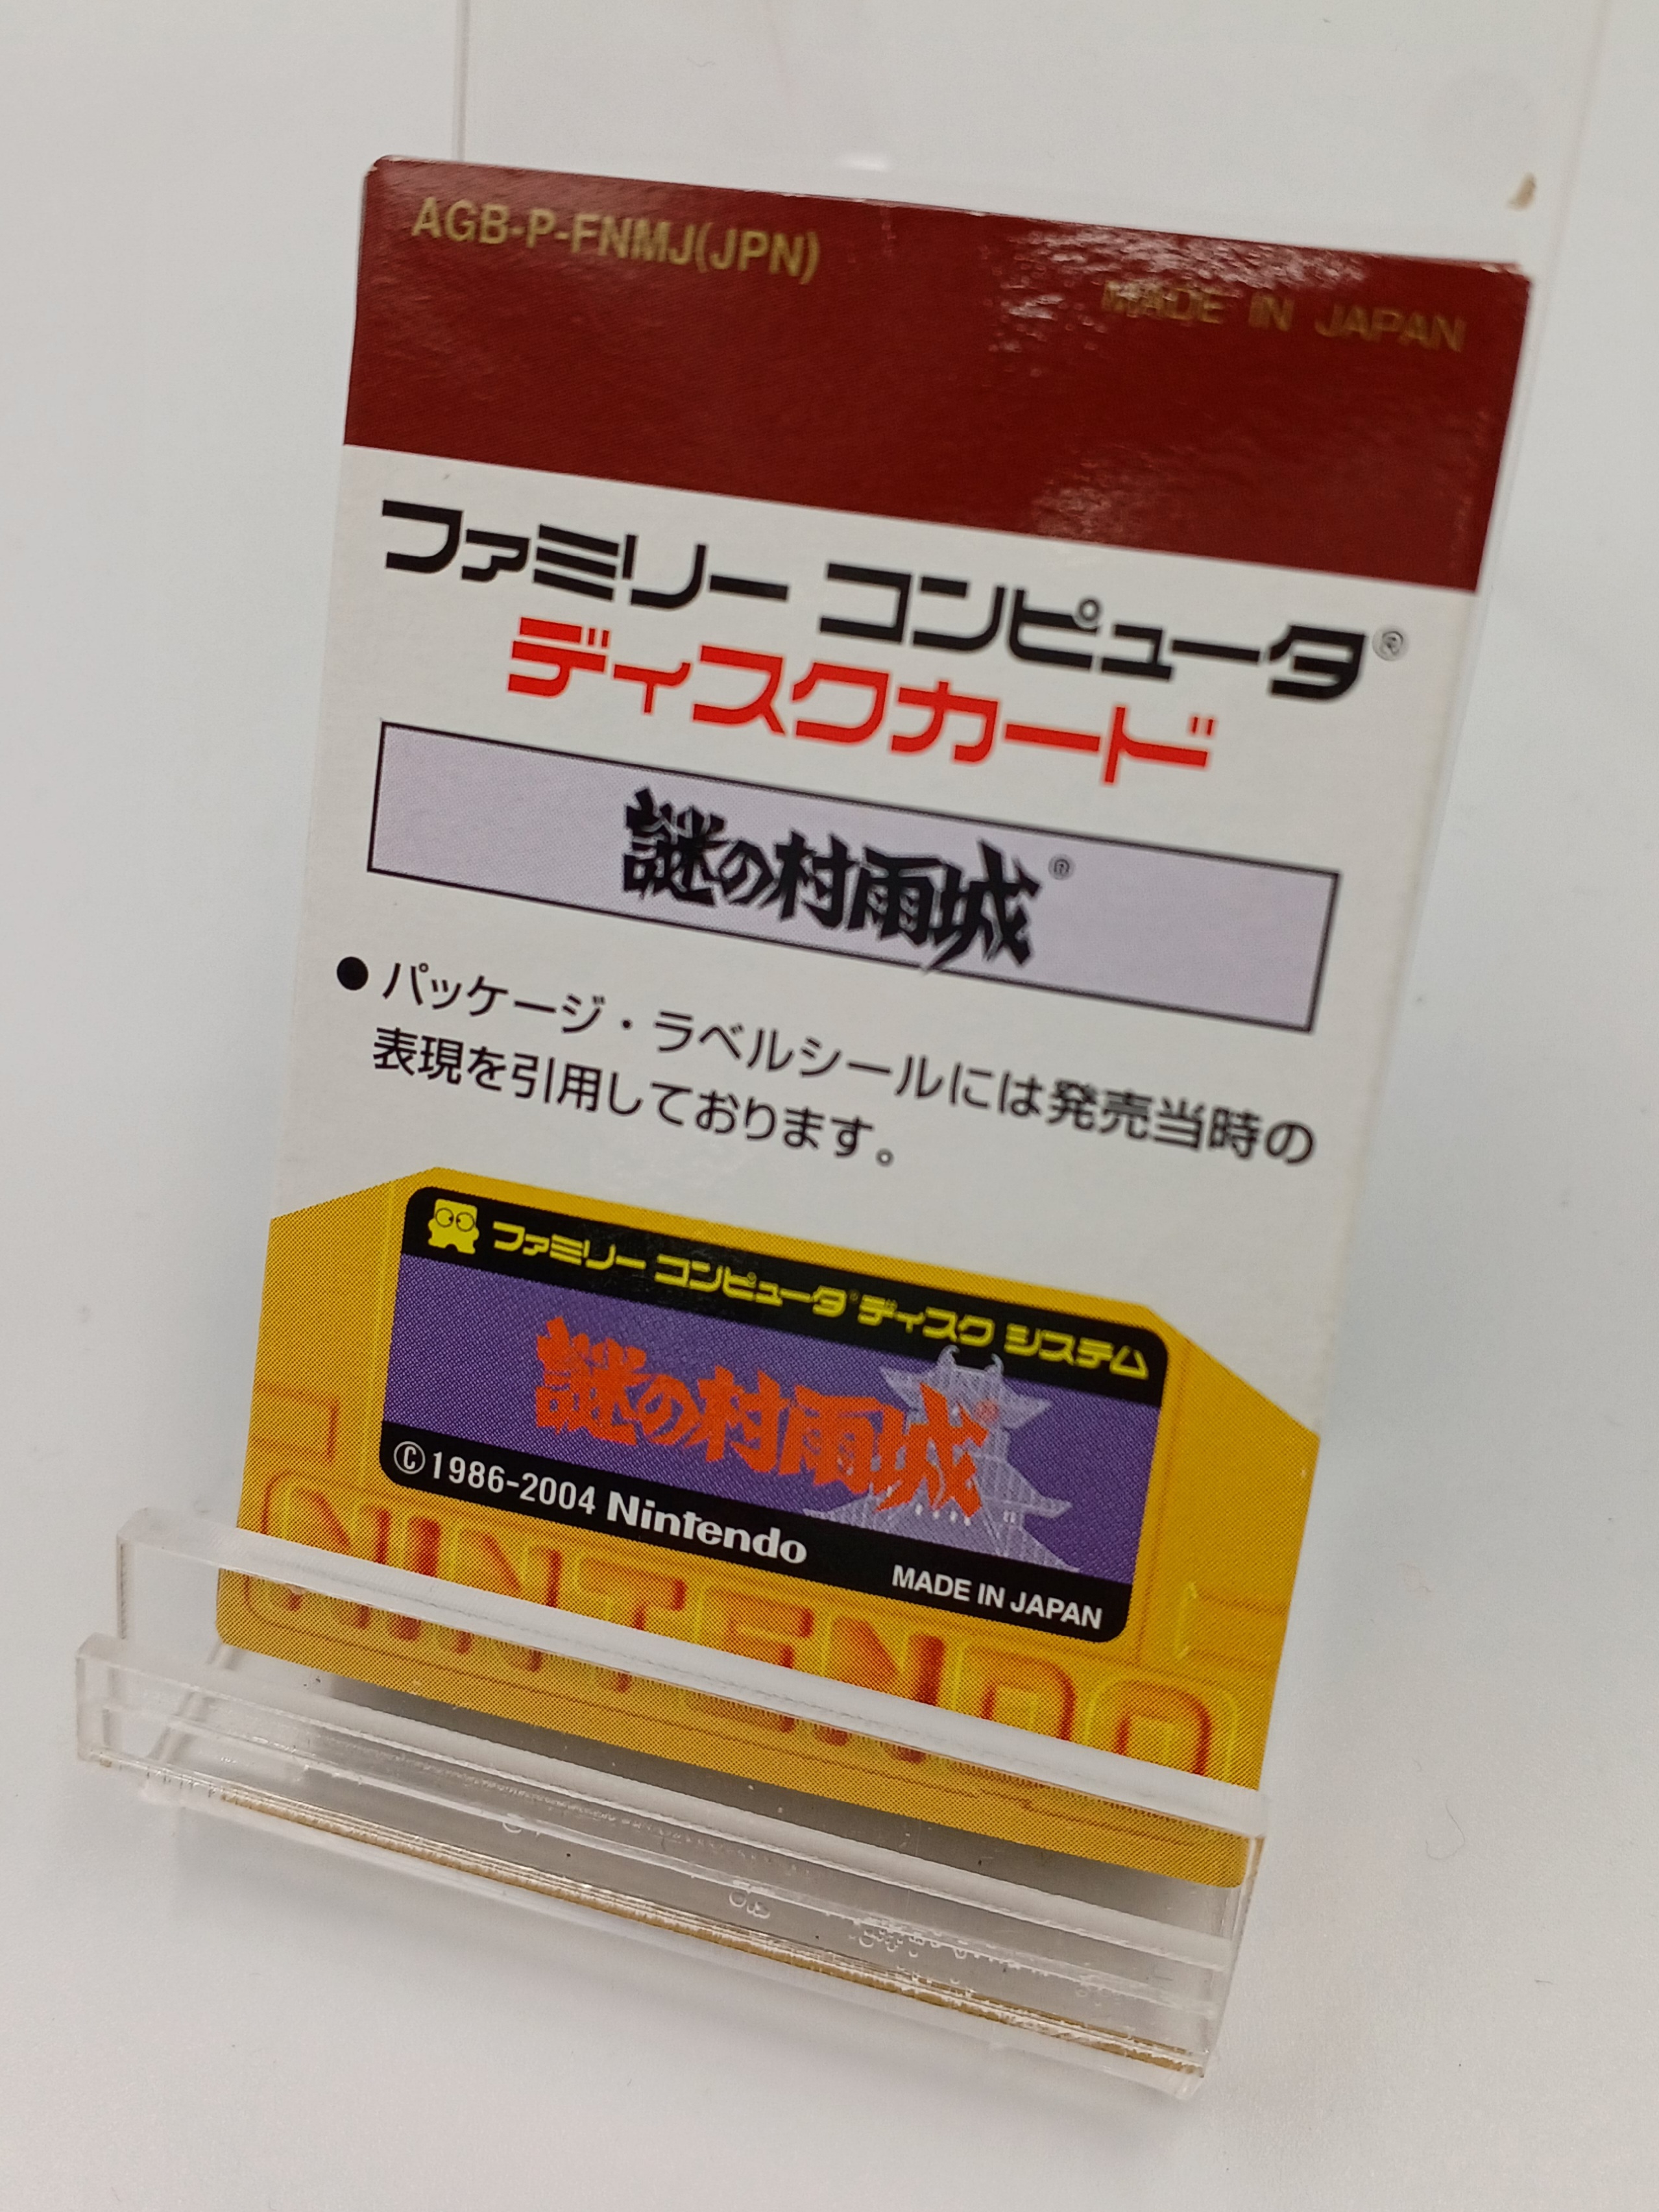 AGB-P-FNMJ(JPN)
MADE IN JAPAN
ファミリー コンピュータ®
ディスクカード
謎の村雨城®
● パッケージ・ラベルシールには発売当時の
表現を引用しております。
ファミリー コンピュータ® ディスク システム
謎の村雨城®
©1986-2004 Nintendo
MADE IN JAPAN
NINTENDO